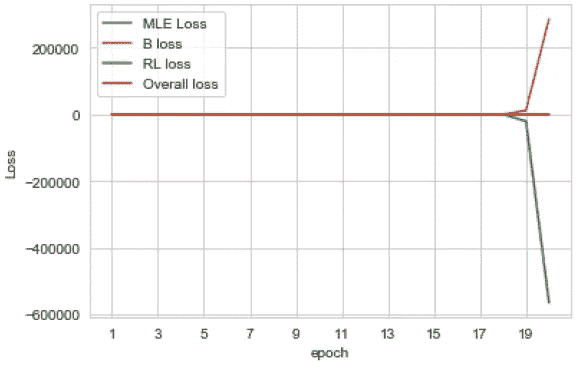 MLE Loss
B loss
RL loss
Overall loss
200000
0
−200000
−400000
−600000
Loss
1 3 5 7 9 11 13 15 17 19
epoch